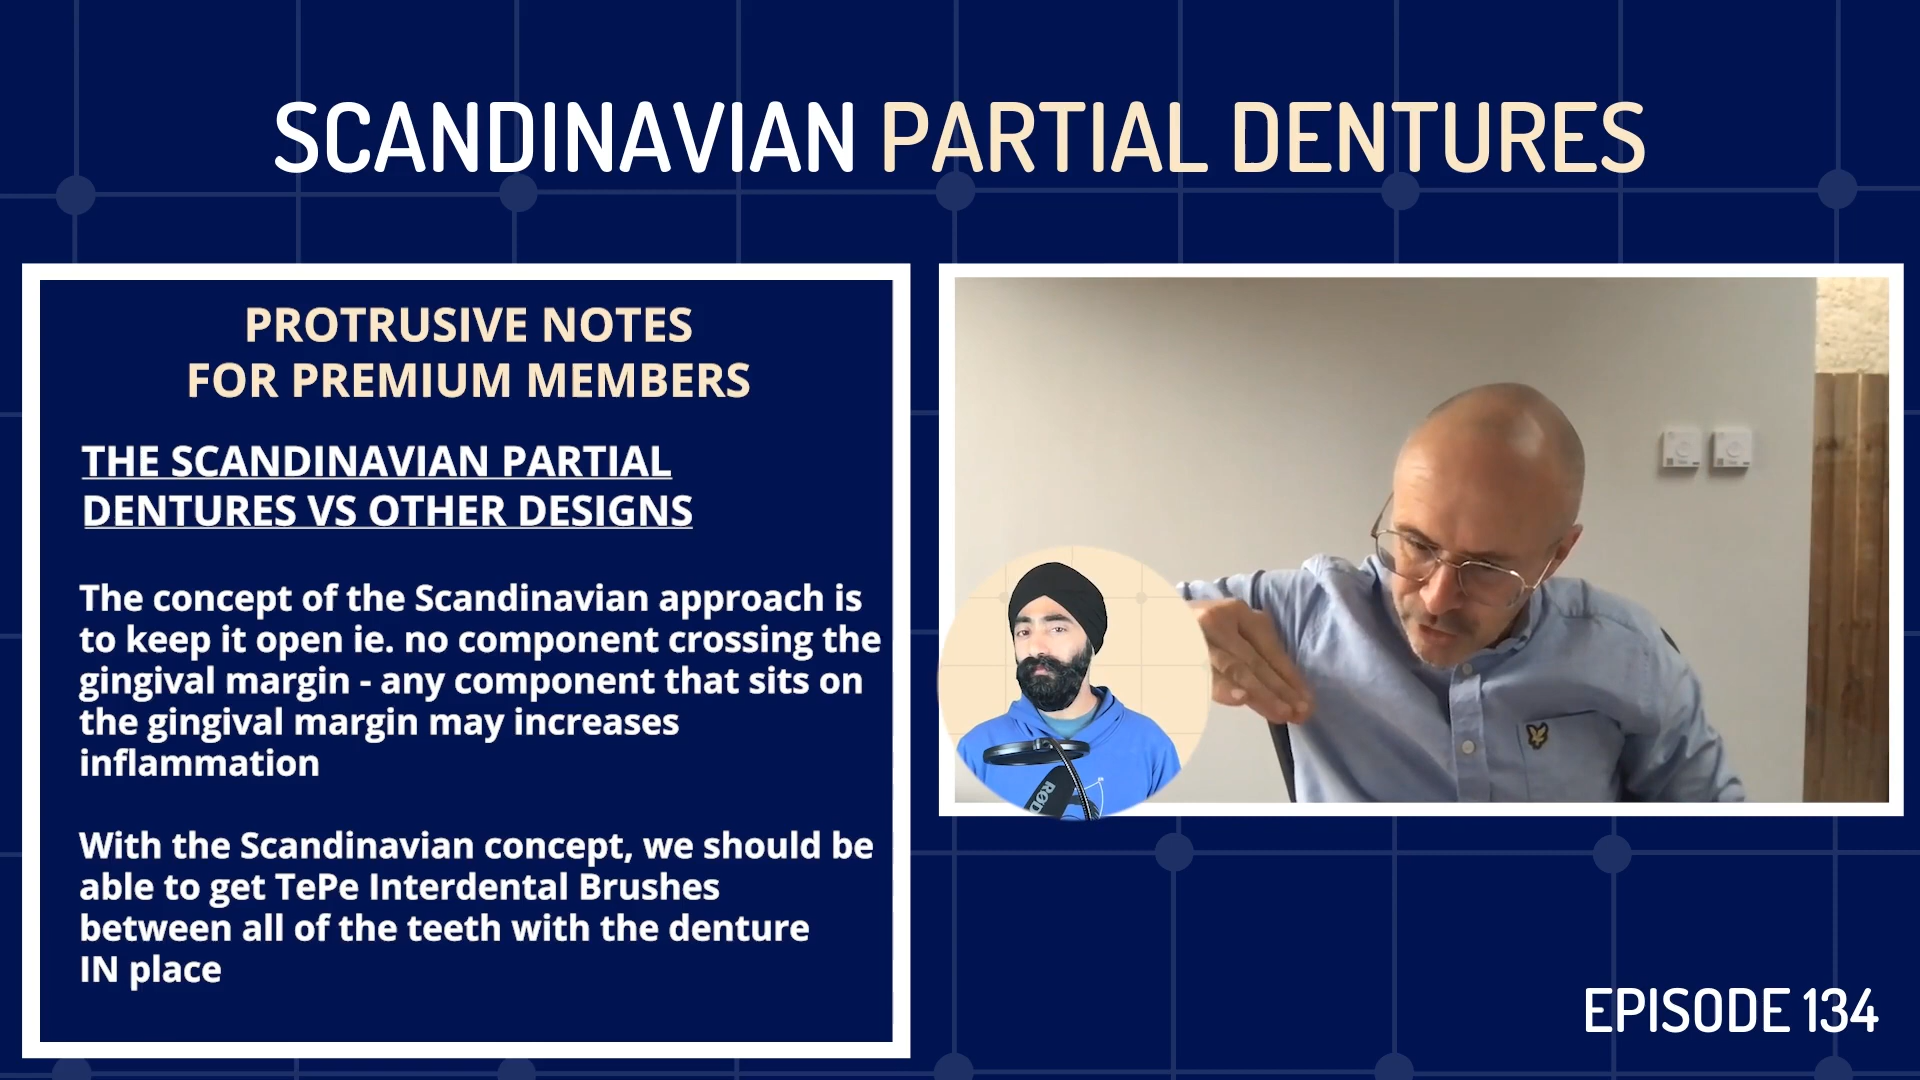 SCANDINAVIAN PARTIAL DENTURES
PROTRUSIVE NOTES
FOR PREMIUM MEMBERS
THE SCANDINAVIAN PARTIAL
DENTURES VS OTHER DESIGNS
The concept of the Scandinavian approach is
to keep it open ie. no component crossing the
gingival margin - any component that sits on
the gingival margin may increases
inflammation
With the Scandinavian concept, we should be
able to get TePe Interdental Brushes
between all of the teeth with the denture
IN place
RØDE
EPISODE 134